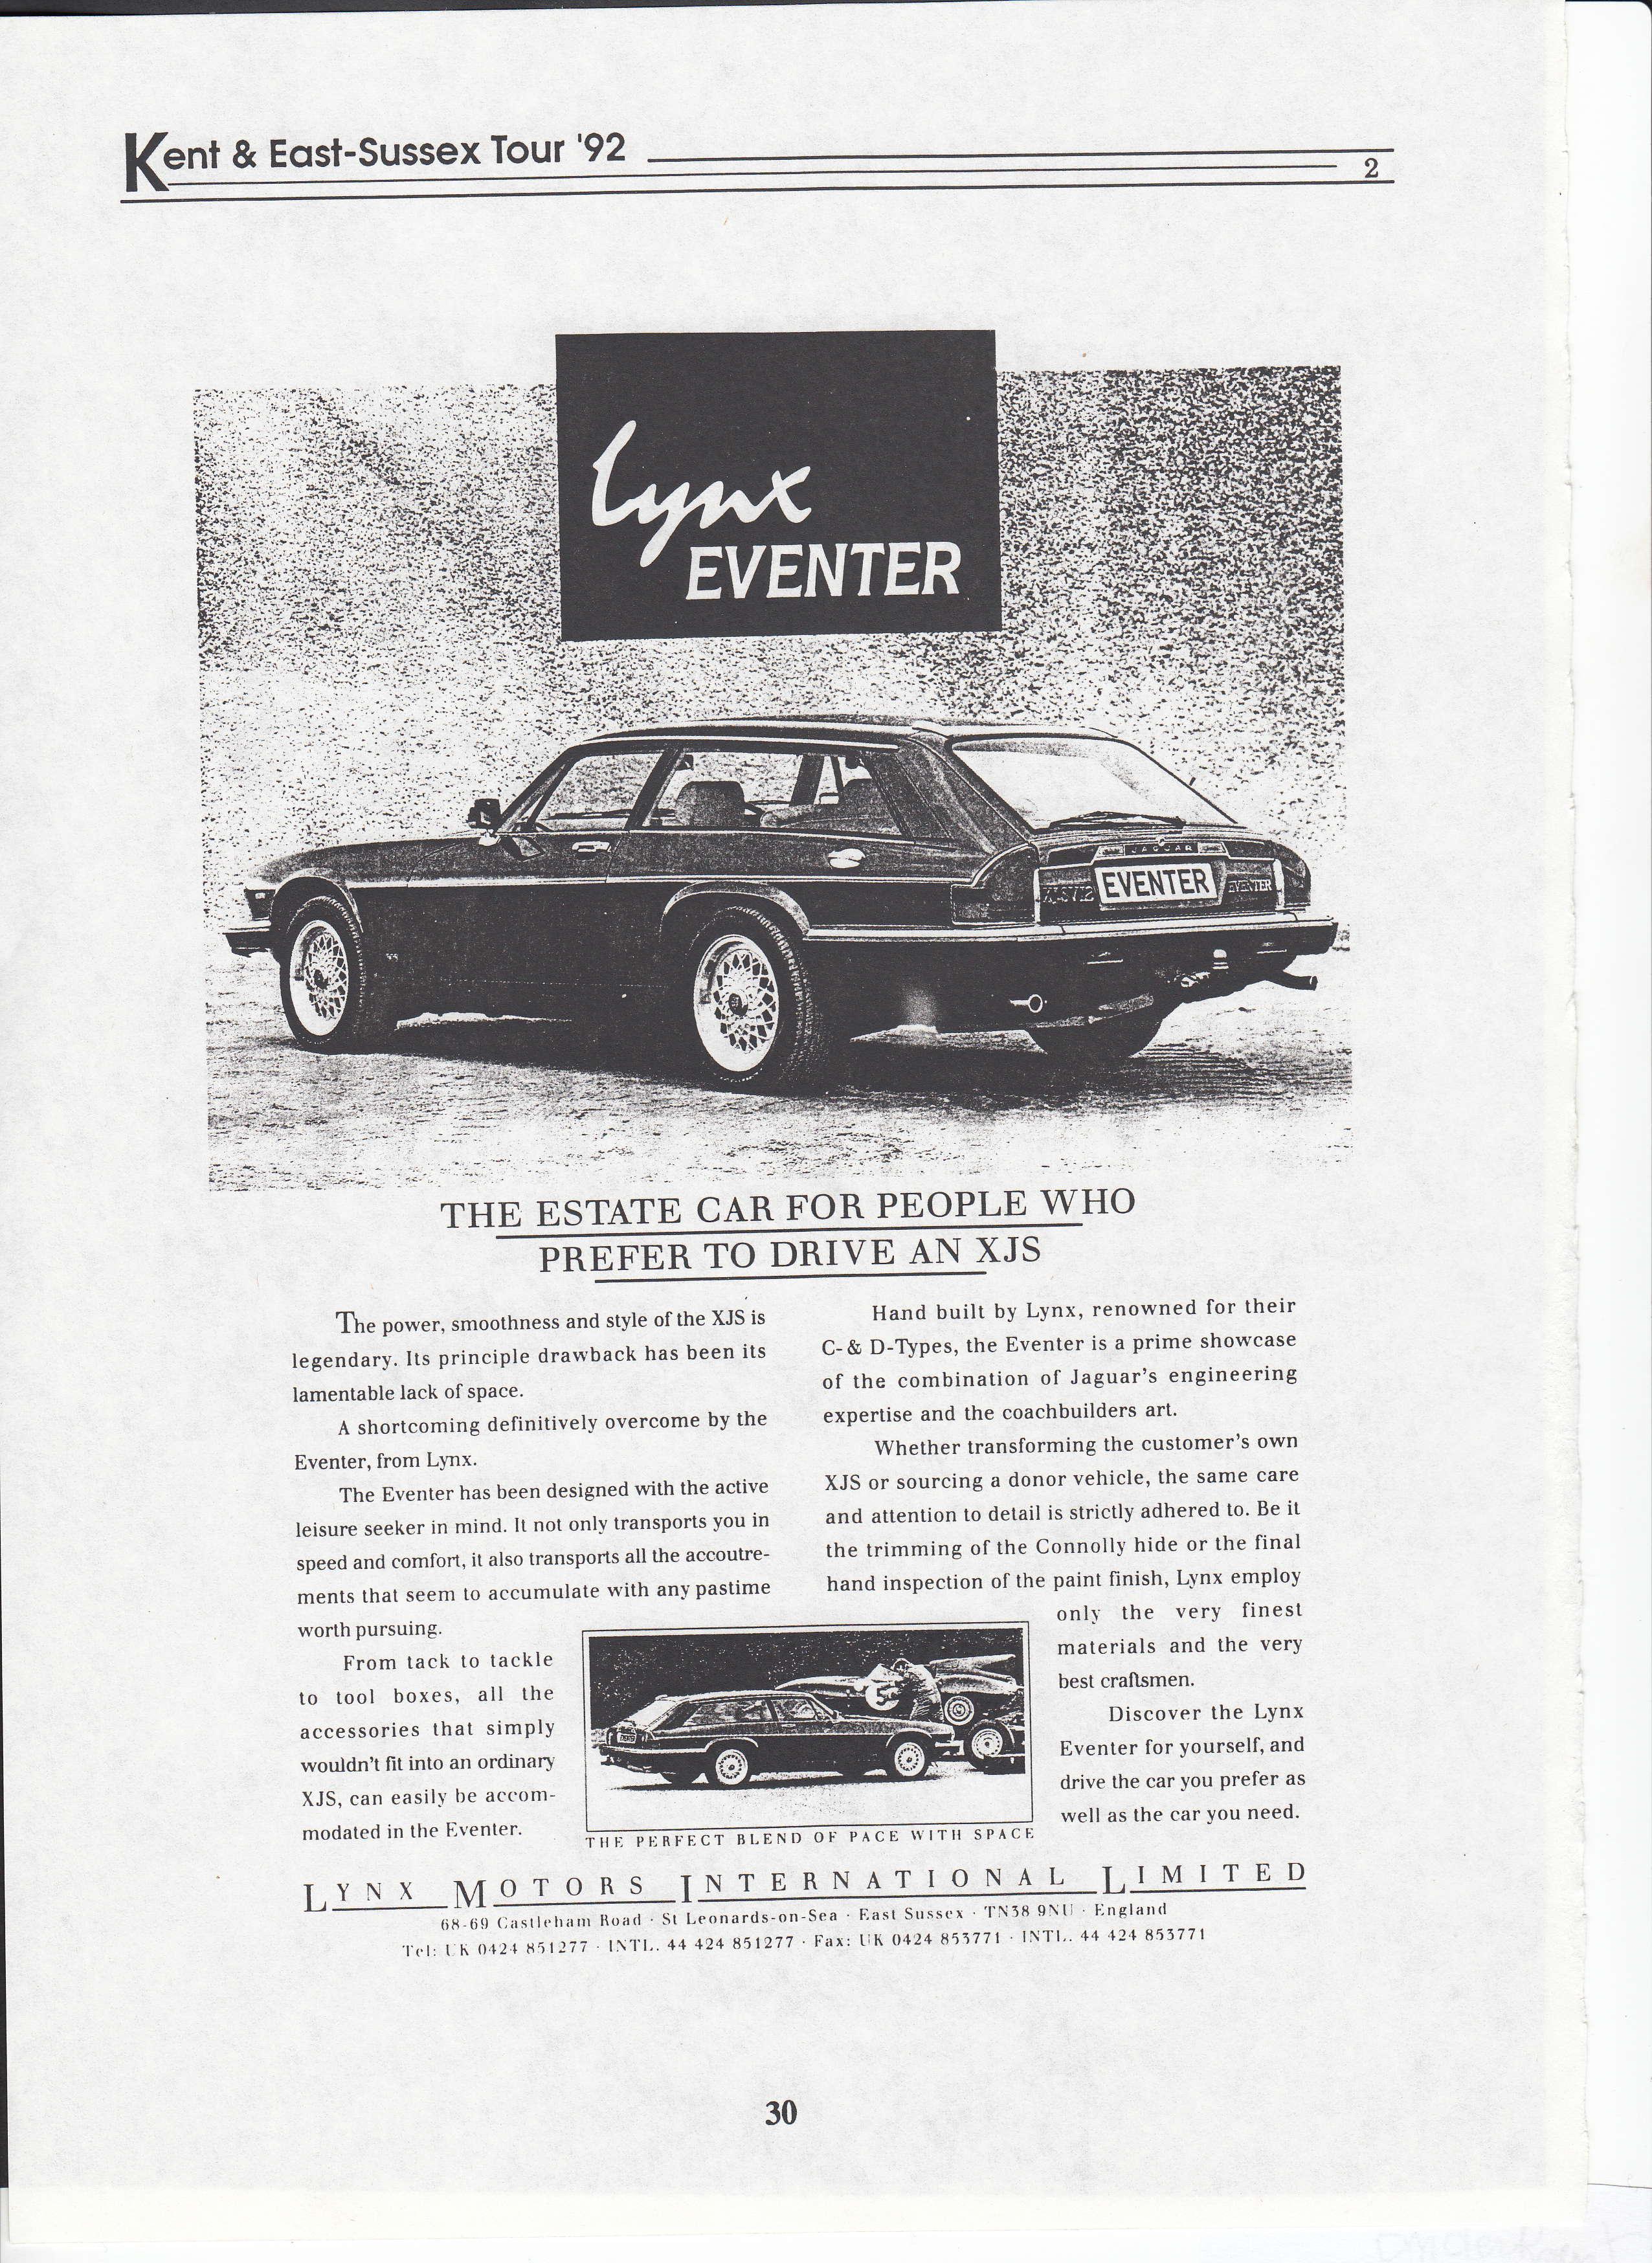 Kent & East-Sussex Tour '92
2
Lynx
EVENTER
JAGUAR
XJ-S V12
EVENTER
EVENTER
THE ESTATE CAR FOR PEOPLE WHO
PREFER TO DRIVE AN XJS
The power, smoothness and style of the XJS is
legendary. Its principle drawback has been its
lamentable lack of space.
A shortcoming definitively overcome by the
Eventer, from Lynx.
The Eventer has been designed with the active
leisure seeker in mind. It not only transports you in
speed and comfort, it also transports all the accoutre-
ments that seem to accumulate with any pastime
worth pursuing.
From tack to tackle
to tool boxes, all the
accessories that simply
wouldn't fit into an ordinary
XJS, can easily be accom-
modated in the Eventer.
Hand built by Lynx, renowned for their
C- & D-Types, the Eventer is a prime showcase
of the combination of Jaguar's engineering
expertise and the coachbuilders art.
Whether transforming the customer's own
XJS or sourcing a donor vehicle, the same care
and attention to detail is strictly adhered to. Be it
the trimming of the Connolly hide or the final
hand inspection of the paint finish, Lynx employ
only the very finest
materials and the very
best craftsmen.
Discover the Lynx
Eventer for yourself, and
drive the car you prefer as
well as the car you need.
THE PERFECT BLEND OF PACE WITH SPACE
LYNX MOTORS INTERNATIONAL LIMITED
68-69 Castleham Road · St Leonards-on-Sea · East Sussex · TN38 9NU · England
Tel: UK 0424 851277 · INTL. 44 424 851277 · Fax: UK 0424 853771 · INTL. 44 424 853771
30